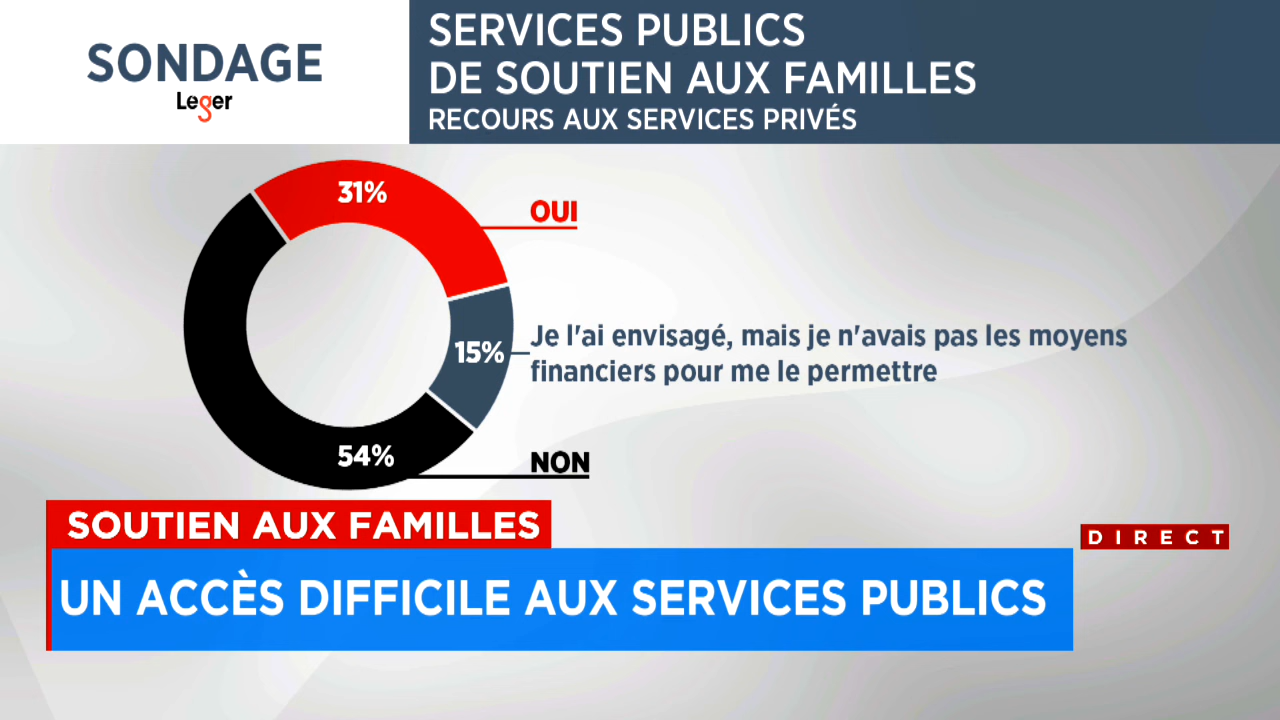 SONDAGE
Leger
SERVICES PUBLICS
DE SOUTIEN AUX FAMILLES
RECOURS AUX SERVICES PRIVÉS
31%
OUI
15%
Je l'ai envisagé, mais je n'avais pas les moyens
financiers pour me le permettre
54%
NON
SOUTIEN AUX FAMILLES
DIRECT
UN ACCÈS DIFFICILE AUX SERVICES PUBLICS